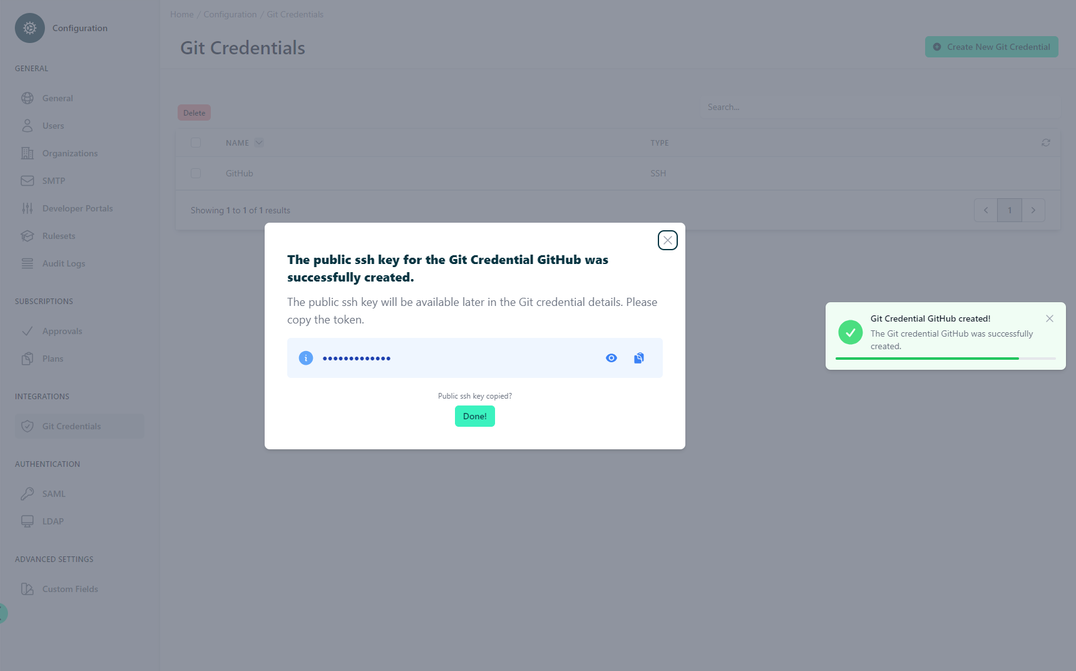 Configuration
GENERAL
General
Users
Organizations
SMTP
Developer Portals
Rulesets
Audit Logs
SUBSCRIPTIONS
Approvals
Plans
INTEGRATIONS
Git Credentials
AUTHENTICATION
SAML
LDAP
ADVANCED SETTINGS
Custom Fields
Home / Configuration / Git Credentials
Git Credentials
Create New Git Credential
Delete
Search...
NAME TYPE
GitHub SSH
Showing 1 to 1 of 1 results
1
The public ssh key for the Git Credential GitHub was
successfully created.
The public ssh key will be available later in the Git credential details. Please
copy the token.
•••••••••••••
Public ssh key copied?
Done!
Git Credential GitHub created!
The Git credential GitHub was successfully
created.